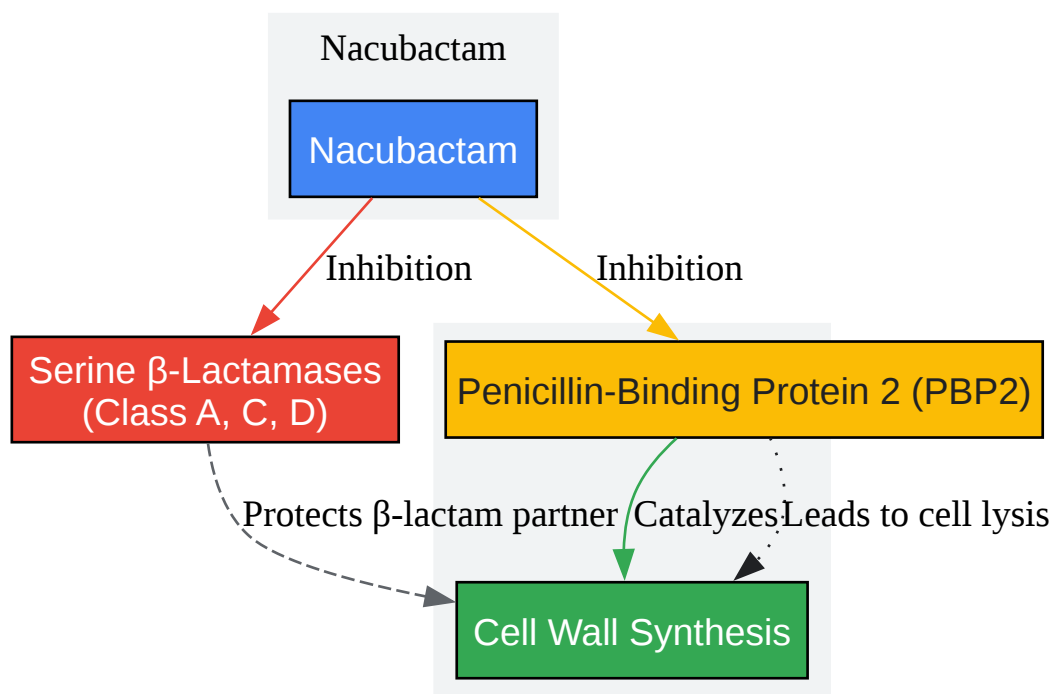 Nacubactam
Nacubactam
Inhibition
Inhibition
Serine β-Lactamases
(Class A, C, D)
Penicillin-Binding Protein 2 (PBP2)
Protects β-lactam partner
Catalyzes
Leads to cell lysis
Cell Wall Synthesis